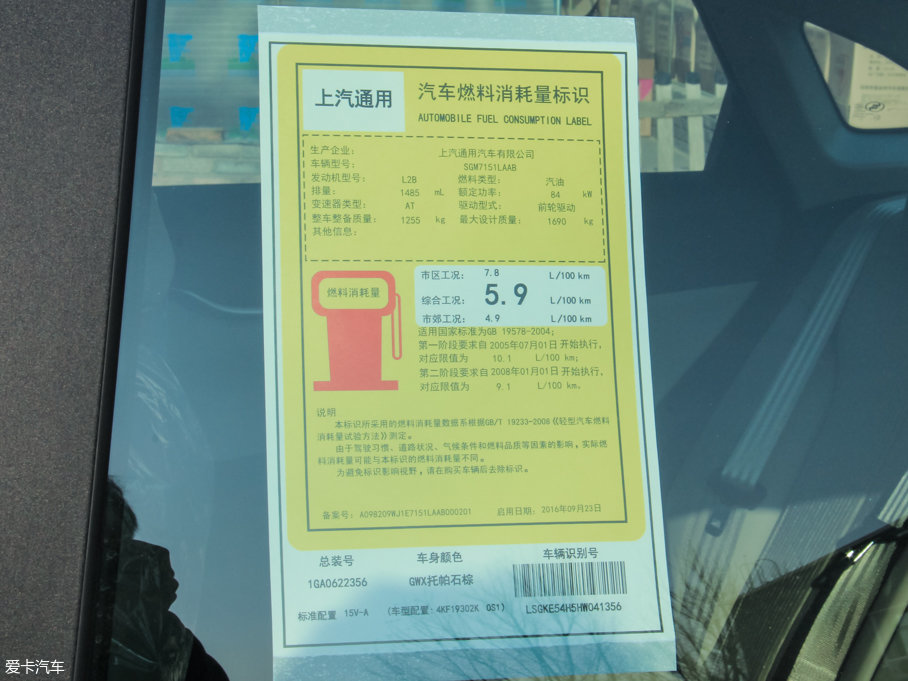 上汽通用
汽车燃料消耗量标识
AUTOMOBILE FUEL CONSUMPTION LABEL
生产企业： 上汽通用汽车有限公司
车辆型号： SGM7151LAAB
发动机型号： L2B 燃料类型： 汽油
排量： 1485 mL 额定功率： 84 kW
变速器类型： AT 驱动型式： 前轮驱动
整车整备质量： 1255 kg 最大设计质量： 1690 kg
其他信息：
燃料消耗量
市区工况： 7.8 L/100 km
综合工况： 5.9 L/100 km
市郊工况： 4.9 L/100 km
适用国家标准为GB 19578-2004；
第一阶段要求自2005年07月01日 开始执行，
对应限值为 10.1 L/100 km；
第二阶段要求自2008年01月01日 开始执行，
对应限值为 9.1 L/100 km。
说明
本标识所采用的燃料消耗量数据系根据GB/T 19233-2008《轻型汽车燃料
消耗量试验方法》测定。
由于驾驶习惯、道路状况、气候条件和燃料品质等因素的影响，实际燃
料消耗量可能与本标识的燃料消耗量不同。
为避免标识影响视野，请在购买车辆后去除标识。
备案号：A098209WJ1E7151LAAB000201 启用日期：2016年09月23日
总装号 车身颜色 车辆识别号
1GA0622356 GWX托帕石棕
标准配置 15V-A （车型配置：4KF19302K 0S1） LSGKE54H5HW041356
爱卡汽车